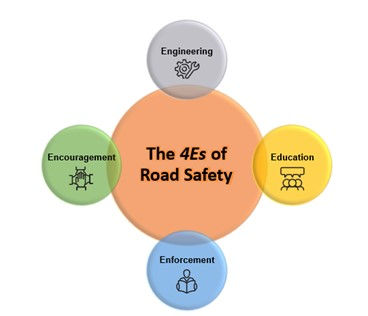 Engineering
Encouragement
The 4Es of
Road Safety
Education
Enforcement